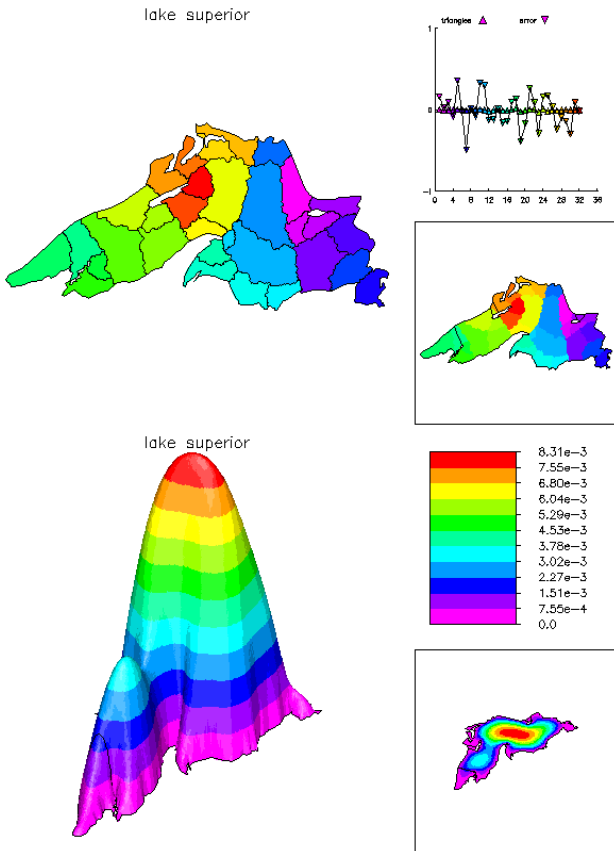 lake superior
triangles error
1
0
−1
0 4 8 12 16 20 24 28 32 36
lake superior
8.31e−3
7.55e−3
6.80e−3
6.04e−3
5.29e−3
4.53e−3
3.78e−3
3.02e−3
2.27e−3
1.51e−3
7.55e−4
0.0